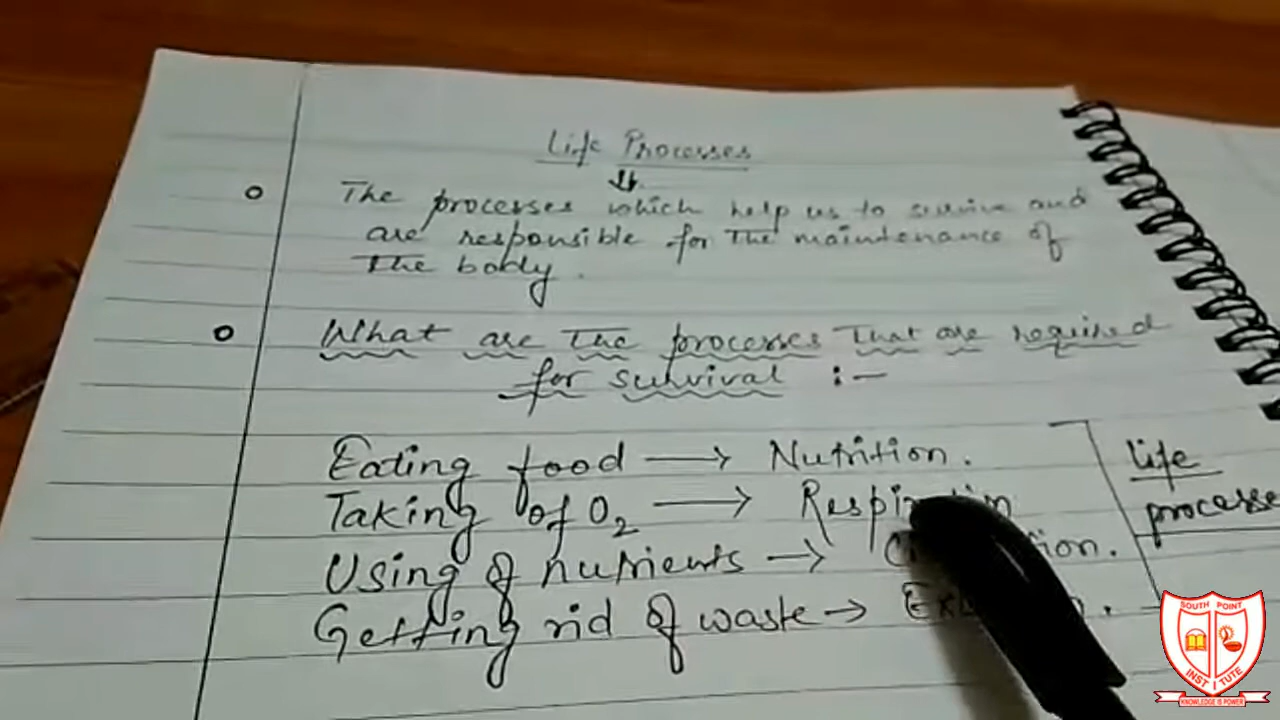 Life Processes
The processes which help us to survive and
are responsible for the maintenance of
the body.
What are the processes that are required
for survival :-
Eating food → Nutrition.
Taking of O2 → Respiration
Using of nutrients →
Getting rid of waste →
life
processe
SOUTH POINT
INSTITUTE
KNOWLEDGE IS POWER